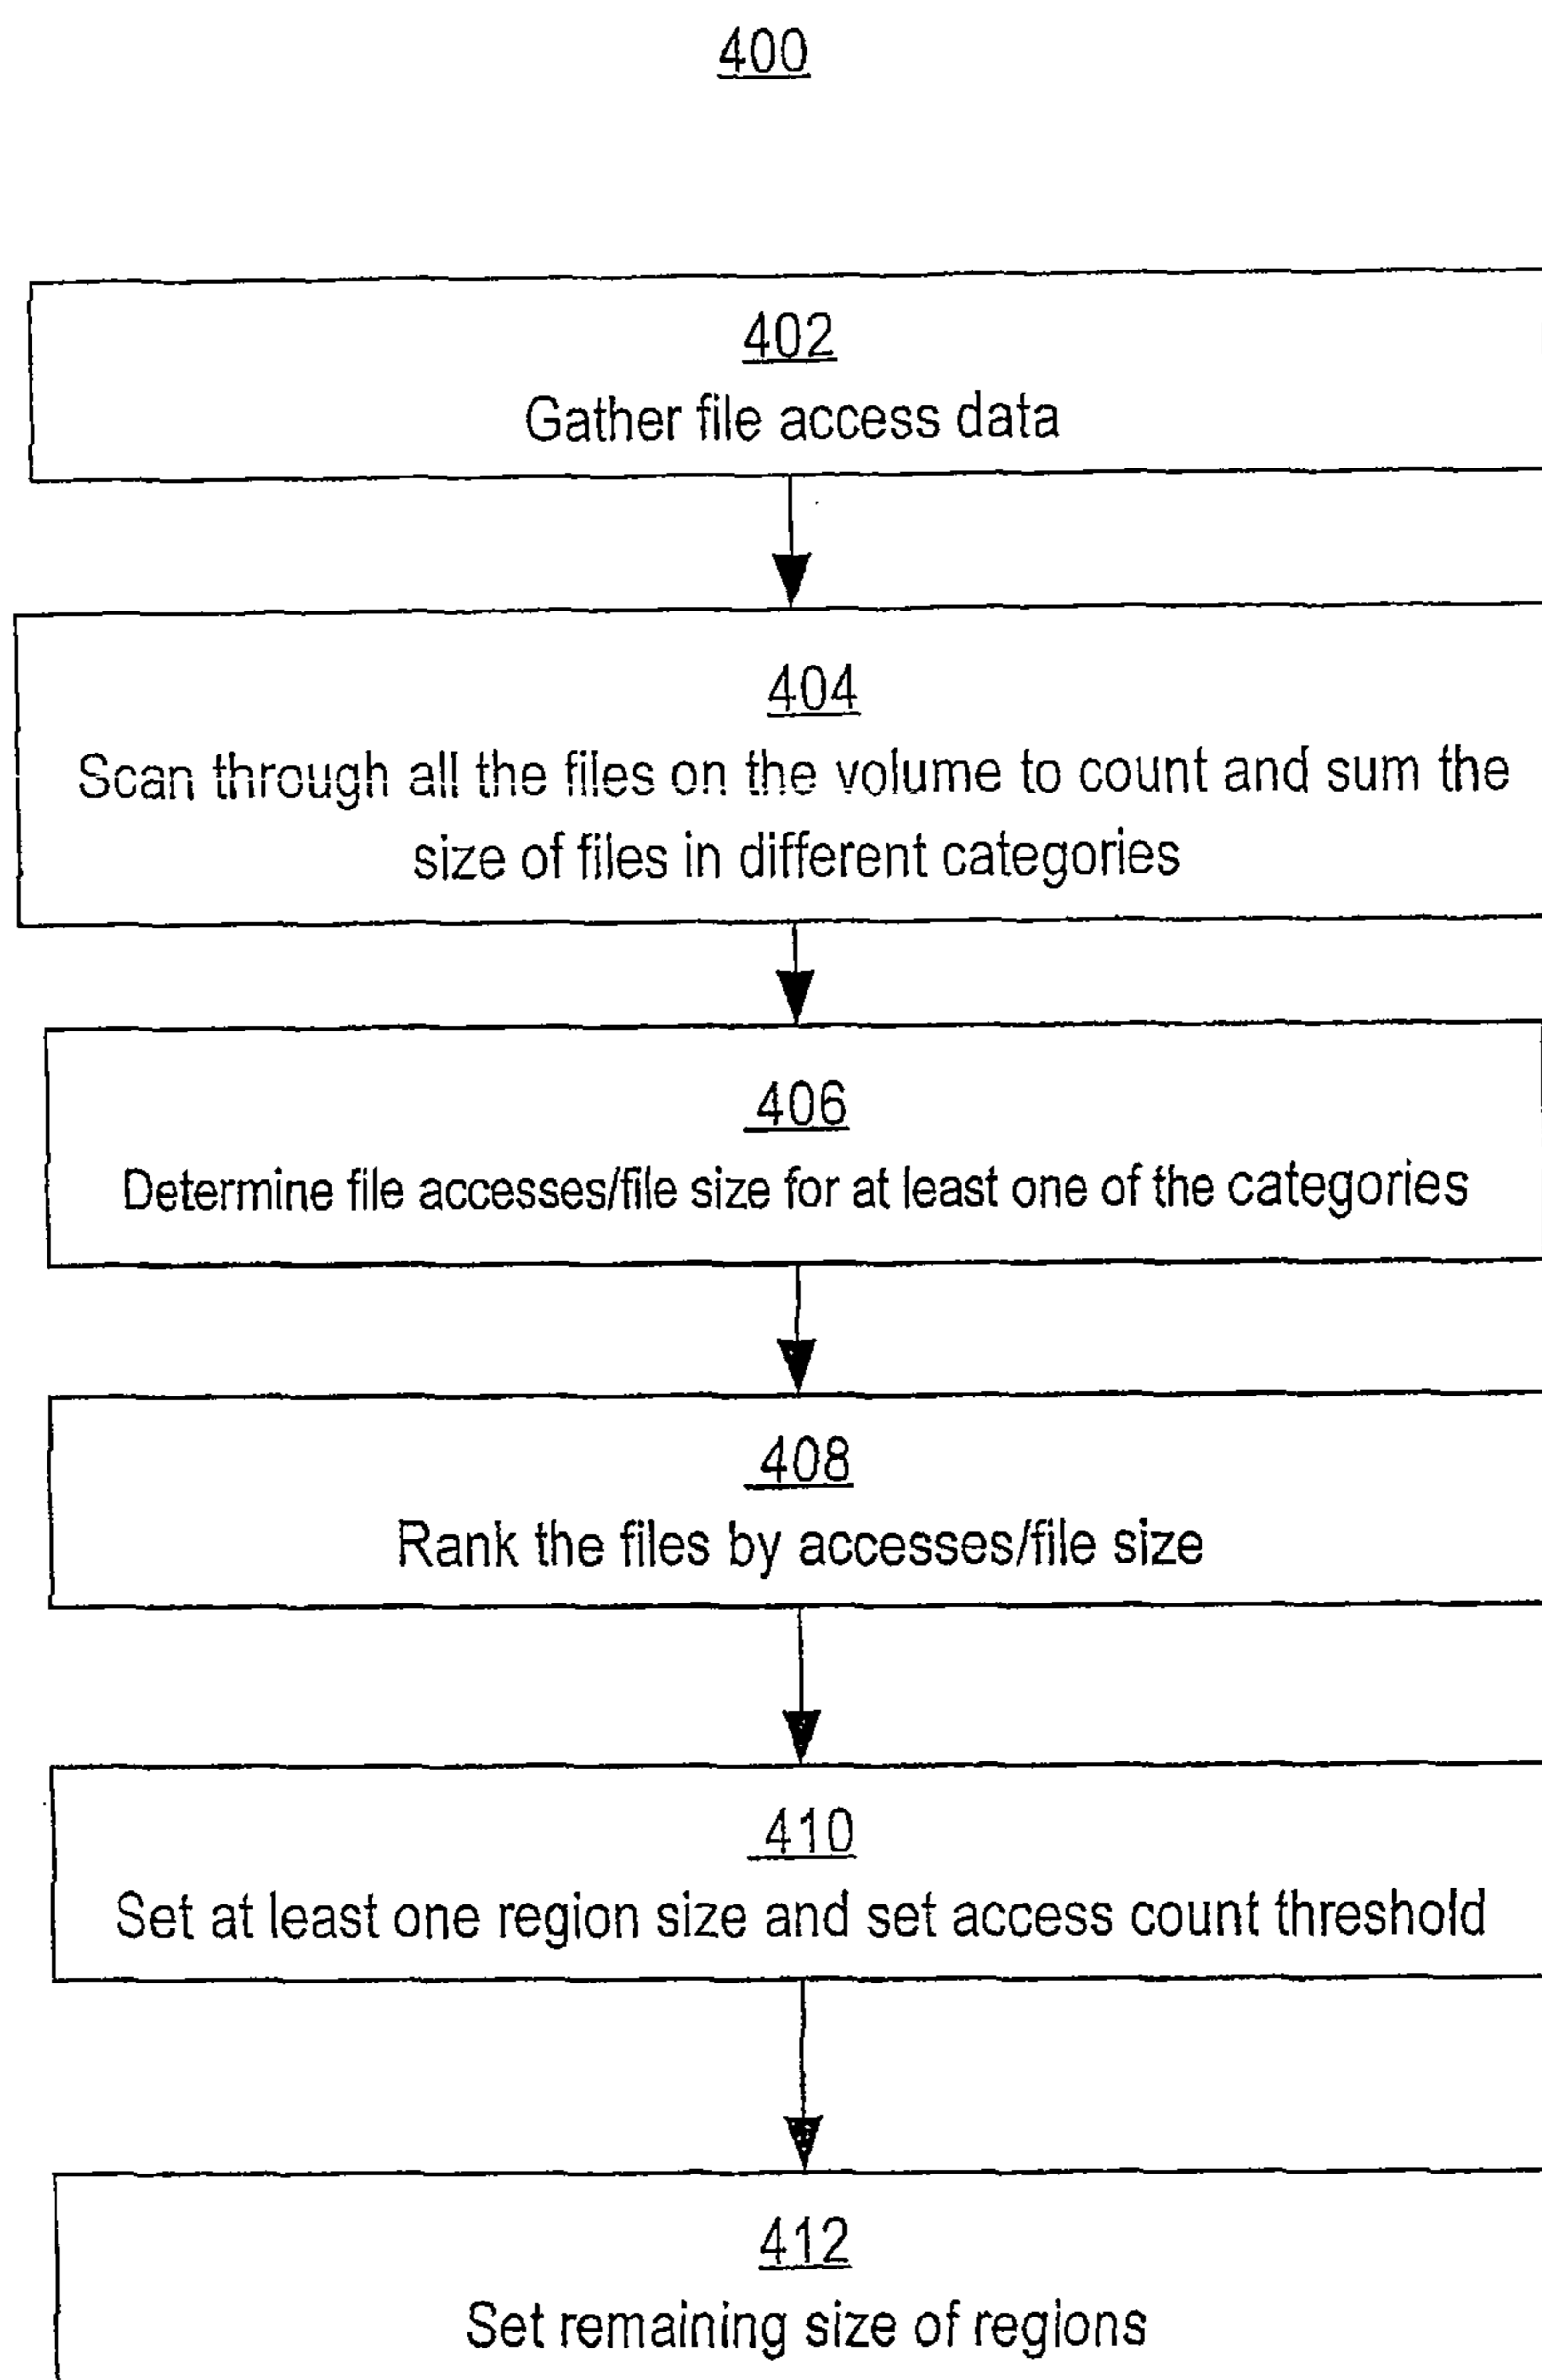 400
402
Gather file access data
404
Scan through all the files on the volume to count and sum the
size of files in different categories
406
Determine file accesses/file size for at least one of the categories
408
Rank the files by accesses/file size
410
Set at least one region size and set access count threshold
412
Set remaining size of regions